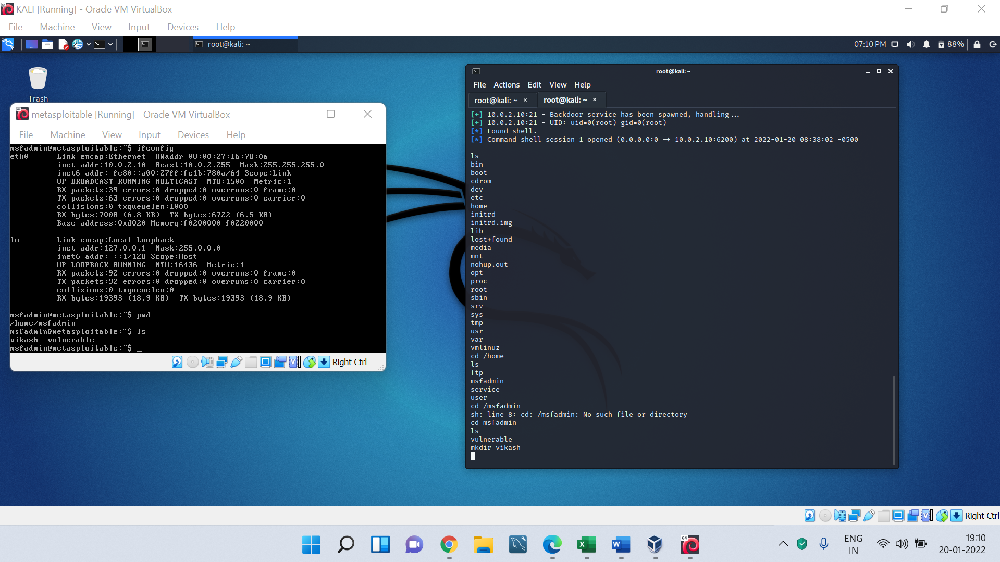 KALI [Running] - Oracle VM VirtualBox
File Machine View Input Devices Help
root@kali: ~
07:10 PM
88%
Trash
metasploitable [Running] - Oracle VM VirtualBox
File Machine View Input Devices Help
msfadmin@metasploitable:~$ ifconfig
eth0 Link encap:Ethernet HWaddr 08:00:27:1b:78:0a
inet addr:10.0.2.10 Bcast:10.0.2.255 Mask:255.255.255.0
inet6 addr: fe80::a00:27ff:fe1b:780a/64 Scope:Link
UP BROADCAST RUNNING MULTICAST MTU:1500 Metric:1
RX packets:39 errors:0 dropped:0 overruns:0 frame:0
TX packets:63 errors:0 dropped:0 overruns:0 carrier:0
collisions:0 txqueuelen:1000
RX bytes:7008 (6.8 KB) TX bytes:6722 (6.5 KB)
Base address:0xd020 Memory:f0200000-f0220000
lo Link encap:Local Loopback
inet addr:127.0.0.1 Mask:255.0.0.0
inet6 addr: ::1/128 Scope:Host
UP LOOPBACK RUNNING MTU:16436 Metric:1
RX packets:92 errors:0 dropped:0 overruns:0 frame:0
TX packets:92 errors:0 dropped:0 overruns:0 carrier:0
collisions:0 txqueuelen:0
RX bytes:19393 (18.9 KB) TX bytes:19393 (18.9 KB)
msfadmin@metasploitable:~$ pwd
/home/msfadmin
msfadmin@metasploitable:~$ ls
vikash vulnerable
msfadmin@metasploitable:~$ _
Right Ctrl
root@kali: ~
File Actions Edit View Help
root@kali: ~ × root@kali: ~ ×
[+] 10.0.2.10:21 - Backdoor service has been spawned, handling...
[+] 10.0.2.10:21 - UID: uid=0(root) gid=0(root)
[*] Found shell.
[*] Command shell session 1 opened (0.0.0.0:0 → 10.0.2.10:6200) at 2022-01-20 08:38:02 -0500
ls
bin
boot
cdrom
dev
etc
home
initrd
initrd.img
lib
lost+found
media
mnt
nohup.out
opt
proc
root
sbin
srv
sys
tmp
usr
var
vmlinuz
cd /home
ls
ftp
msfadmin
service
user
cd /msfadmin
sh: line 8: cd: /msfadmin: No such file or directory
cd msfadmin
ls
vulnerable
mkdir vikash
Right Ctrl
ENG
IN
19:10
20-01-2022